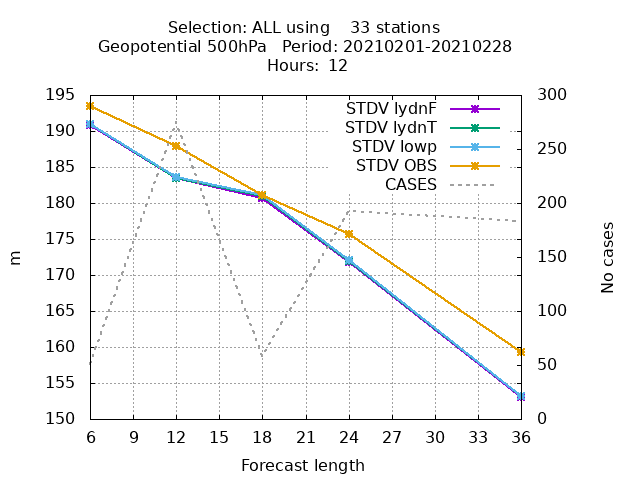 Selection: ALL using    33 stations
Geopotential 500hPa   Period: 20210201-20210228
Hours: 12
195
190
185
180
175
170
165
160
155
150
300
250
200
150
100
50
0
STDV lydnF
STDV lydnT
STDV lowp
STDV OBS
CASES
m
No cases
6 9 12 15 18 21 24 27 30 33 36
Forecast length